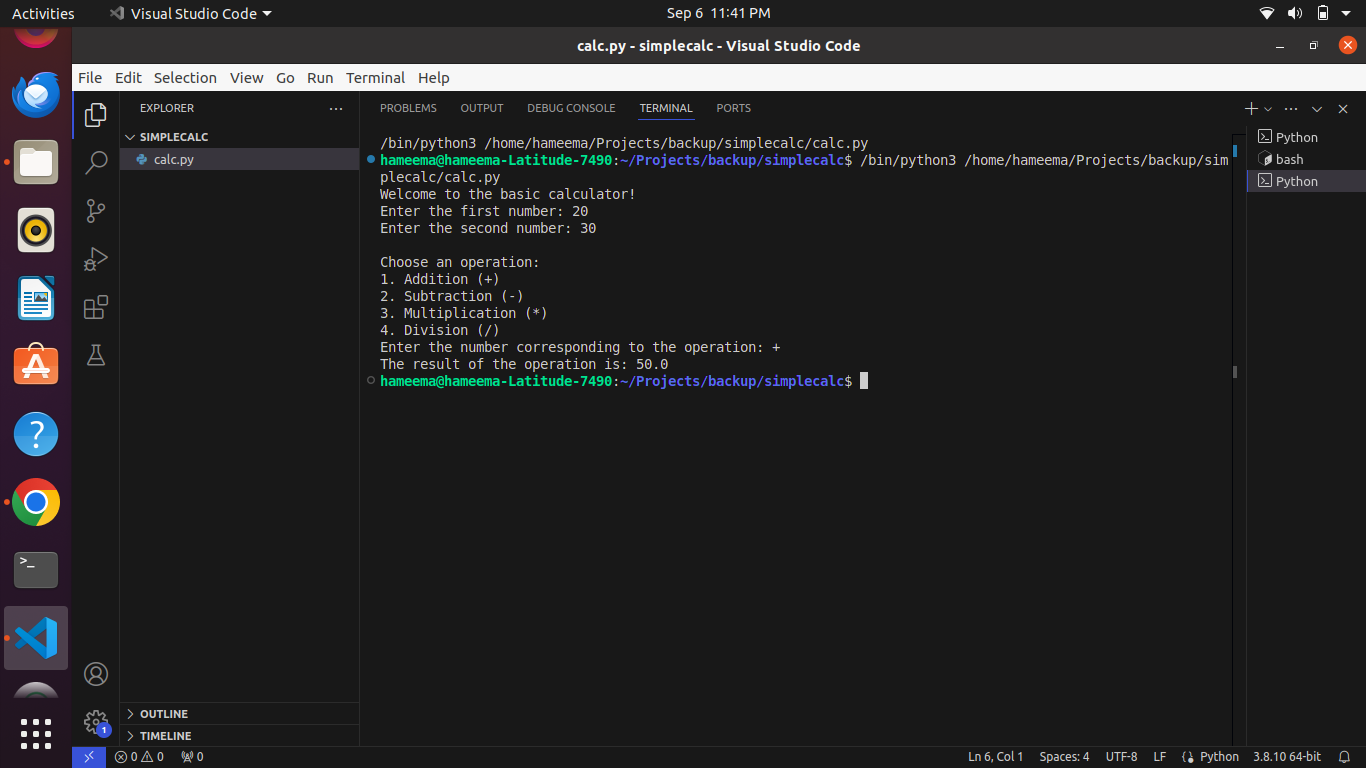 Activities Visual Studio Code Sep 6 11:41 PM
calc.py - simplecalc - Visual Studio Code
File Edit Selection View Go Run Terminal Help
EXPLORER
SIMPLECALC
calc.py
OUTLINE
TIMELINE
PROBLEMS OUTPUT DEBUG CONSOLE TERMINAL PORTS
/bin/python3 /home/hameema/Projects/backup/simplecalc/calc.py
hameema@hameema-Latitude-7490:~/Projects/backup/simplecalc$ /bin/python3 /home/hameema/Projects/backup/sim
plecalc/calc.py
Welcome to the basic calculator!
Enter the first number: 20
Enter the second number: 30
Choose an operation:
1. Addition (+)
2. Subtraction (-)
3. Multiplication (*)
4. Division (/)
Enter the number corresponding to the operation: +
The result of the operation is: 50.0
hameema@hameema-Latitude-7490:~/Projects/backup/simplecalc$
Python
bash
Python
1
0 0 0 Ln 6, Col 1 Spaces: 4 UTF-8 LF Python 3.8.10 64-bit